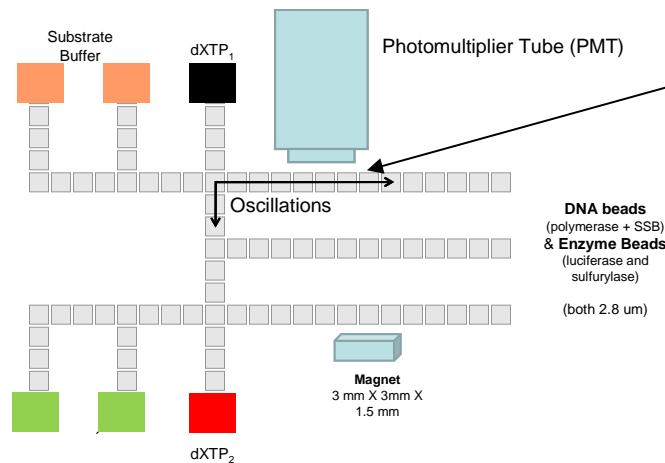 Substrate
Buffer
dXTP₁
Photomultiplier Tube (PMT)
Oscillations
DNA beads
(polymerase + SSB)
& Enzyme Beads
(luciferase and
sulfurylase)
(both 2.8 um)
Magnet
3 mm X 3mm X
1.5 mm
dXTP₂